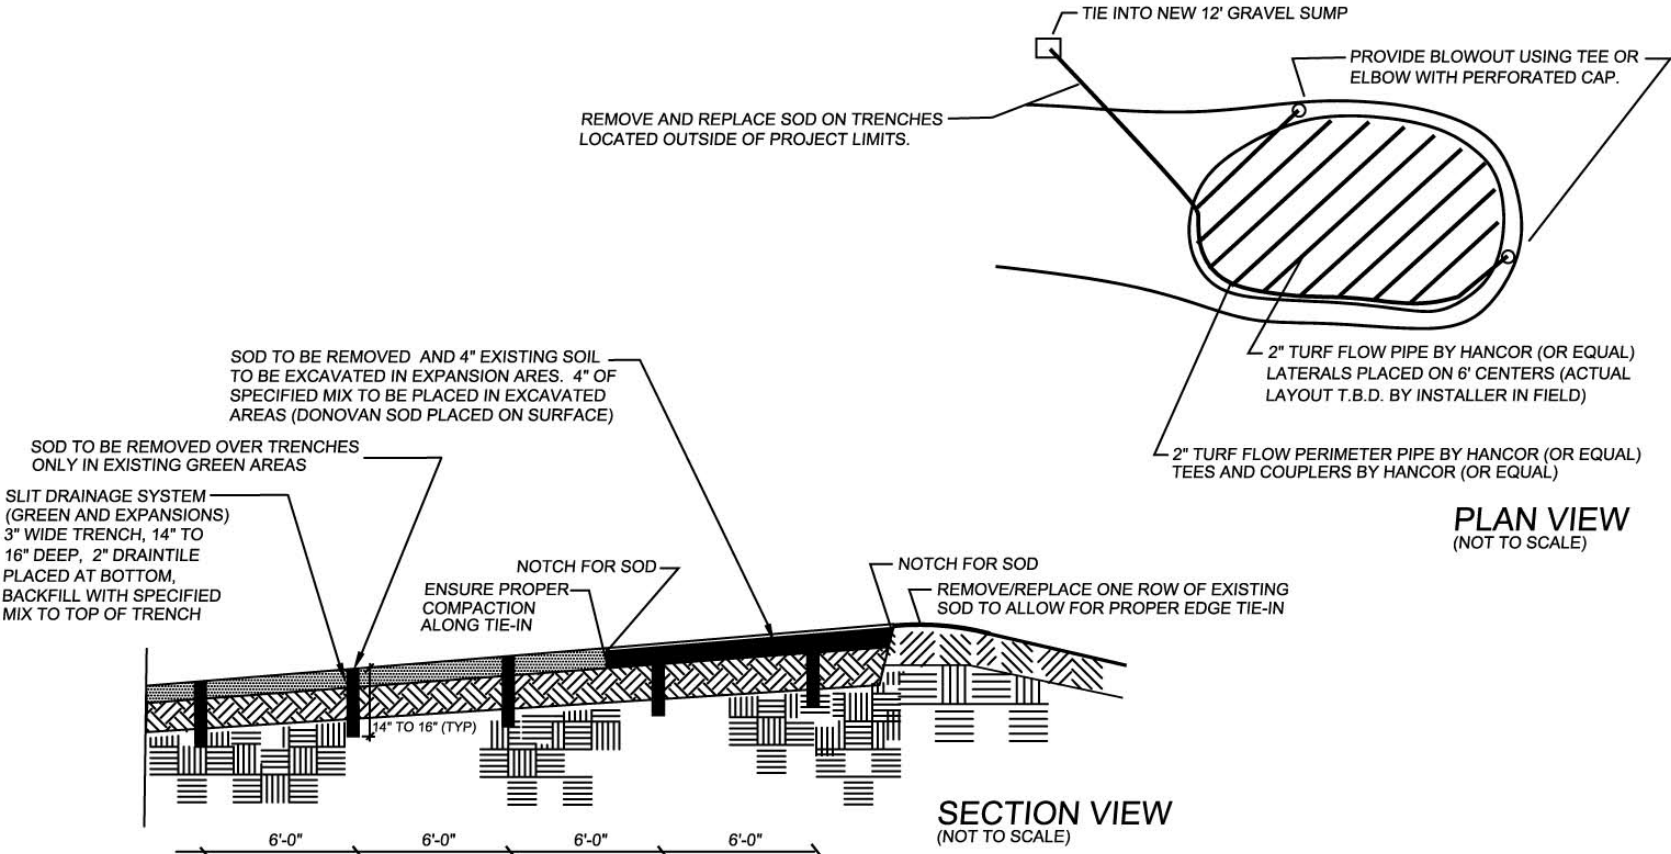 TIE INTO NEW 12' GRAVEL SUMP
PROVIDE BLOWOUT USING TEE OR
ELBOW WITH PERFORATED CAP.
REMOVE AND REPLACE SOD ON TRENCHES
LOCATED OUTSIDE OF PROJECT LIMITS.
2" TURF FLOW PIPE BY HANCOR (OR EQUAL)
LATERALS PLACED ON 6' CENTERS (ACTUAL
LAYOUT T.B.D. BY INSTALLER IN FIELD)
2" TURF FLOW PERIMETER PIPE BY HANCOR (OR EQUAL)
TEES AND COUPLERS BY HANCOR (OR EQUAL)
PLAN VIEW
(NOT TO SCALE)
SOD TO BE REMOVED AND 4" EXISTING SOIL
TO BE EXCAVATED IN EXPANSION ARES. 4" OF
SPECIFIED MIX TO BE PLACED IN EXCAVATED
AREAS (DONOVAN SOD PLACED ON SURFACE)
SOD TO BE REMOVED OVER TRENCHES
ONLY IN EXISTING GREEN AREAS
SLIT DRAINAGE SYSTEM
(GREEN AND EXPANSIONS)
3" WIDE TRENCH, 14" TO
16" DEEP, 2" DRAINTILE
PLACED AT BOTTOM,
BACKFILL WITH SPECIFIED
MIX TO TOP OF TRENCH
NOTCH FOR SOD
ENSURE PROPER
COMPACTION
ALONG TIE-IN
NOTCH FOR SOD
REMOVE/REPLACE ONE ROW OF EXISTING
SOD TO ALLOW FOR PROPER EDGE TIE-IN
14" TO 16" (TYP)
SECTION VIEW
(NOT TO SCALE)
6'-0" 6'-0" 6'-0" 6'-0"